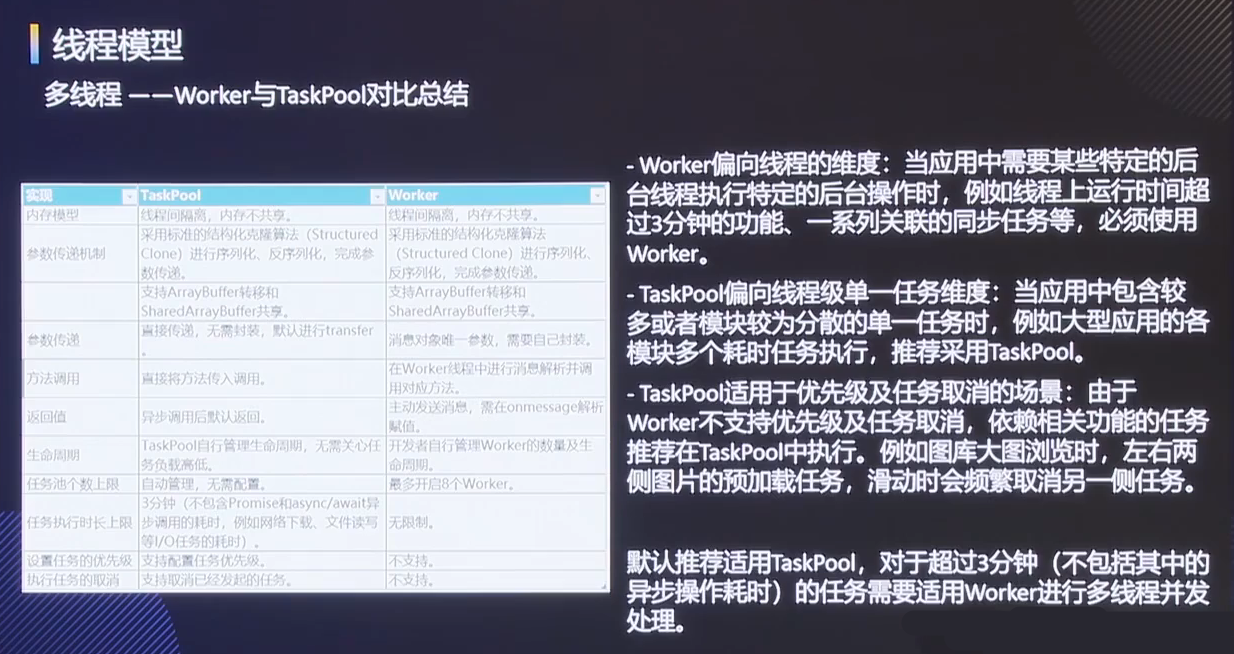 线程模型
多线程 ——Worker与TaskPool对比总结
实现 TaskPool Worker
内存模型 线程间隔离，内存不共享。 线程间隔离，内存不共享。
参数传递机制
采用标准的结构化克隆算法（Structured
Clone）进行序列化、反序列化，完成参
数传递。
采用标准的结构化克隆算法
（Structured Clone）进行序列化、
反序列化，完成参数传递。
支持ArrayBuffer转移和
SharedArrayBuffer共享。
支持ArrayBuffer转移和
SharedArrayBuffer共享。
参数传递
直接传递，无需封装，默认进行transfer
。
消息对象唯一参数，需要自己封装。
方法调用
直接将方法传入调用。
在Worker线程中进行消息解析并调
用对应方法。
返回值
异步调用后默认返回。
主动发送消息，需在onmessage解析
赋值。
生命周期
TaskPool自行管理生命周期，无需关心任
务负载高低。
开发者自行管理Worker的数量及生
命周期。
任务池个数上限 自动管理，无需配置。 最多开启8个Worker。
任务执行时长上限
3分钟（不包含Promise和async/await异
步调用的耗时，例如网络下载、文件读写
等I/O任务的耗时）。
无限制。
设置任务的优先级 支持配置任务优先级。 不支持。
执行任务的取消 支持取消已经发起的任务。 不支持。
- Worker偏向线程的维度：当应用中需要某些特定的后
台线程执行特定的后台操作时，例如线程上运行时间超
过3分钟的功能、一系列关联的同步任务等，必须使用
Worker。
- TaskPool偏向线程级单一任务维度：当应用中包含较
多或者模块较为分散的单一任务时，例如大型应用的各
模块多个耗时任务执行，推荐采用TaskPool。
- TaskPool适用于优先级及任务取消的场景：由于
Worker不支持优先级及任务取消，依赖相关功能的任务
推荐在TaskPool中执行。例如图库大图浏览时，左右两
侧图片的预加载任务，滑动时会频繁取消另一侧任务。
默认推荐适用TaskPool，对于超过3分钟（不包括其中的
异步操作耗时）的任务需要适用Worker进行多线程并发
处理。